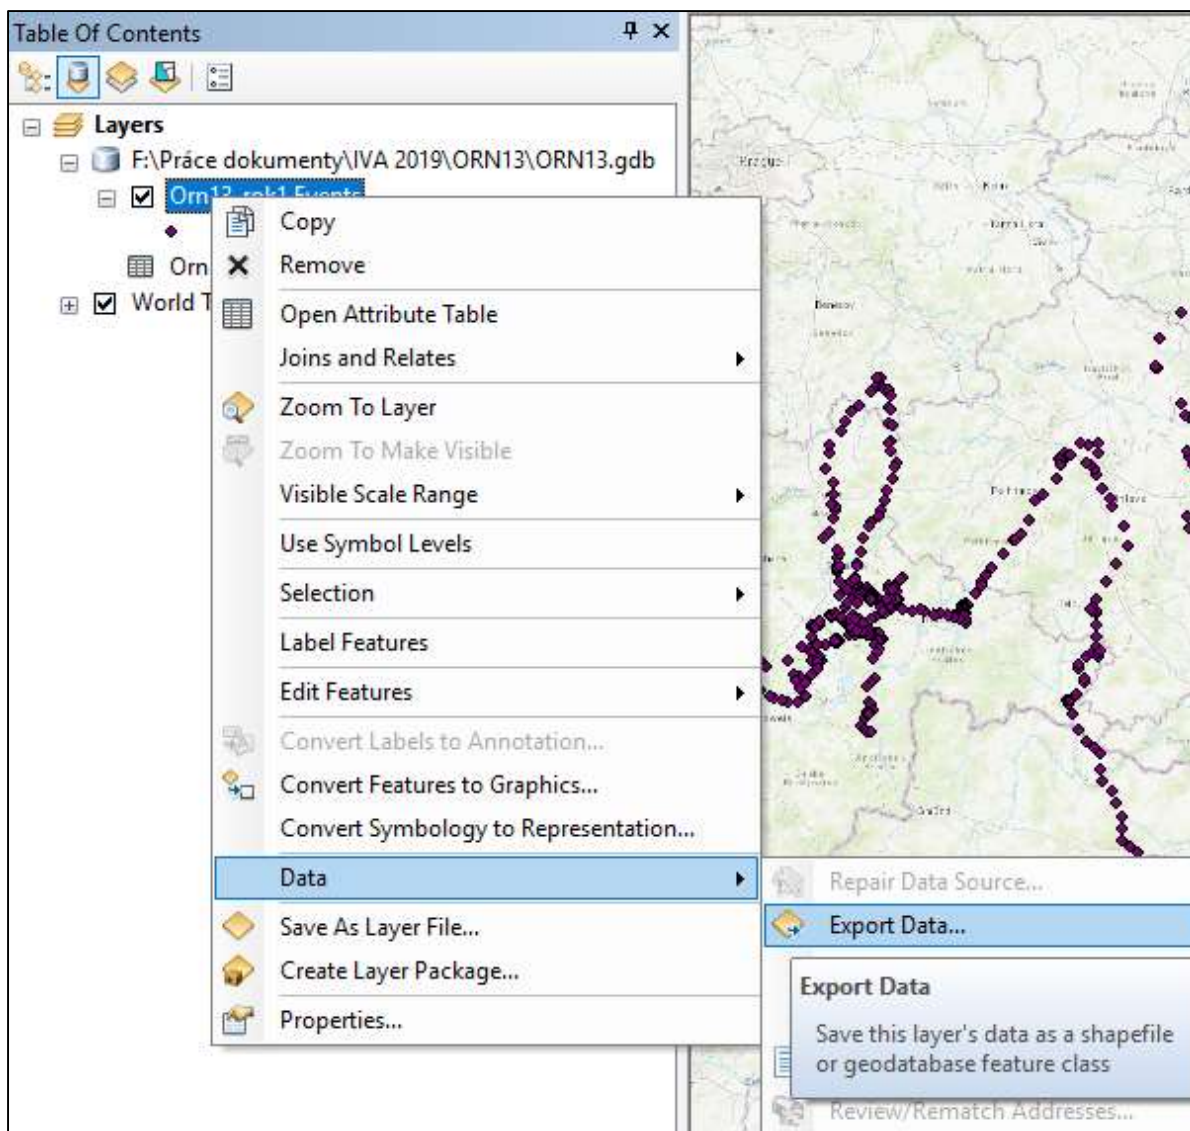 Table Of Contents
Layers
F:\Práce dokumenty\IVA 2019\ORN13\ORN13.gdb
Orn13_rok1 Events
Orn
World T
Copy
Remove
Open Attribute Table
Joins and Relates
Zoom To Layer
Zoom To Make Visible
Visible Scale Range
Use Symbol Levels
Selection
Label Features
Edit Features
Convert Labels to Annotation...
Convert Features to Graphics...
Convert Symbology to Representation...
Data
Save As Layer File...
Create Layer Package...
Properties...
Repair Data Source...
Export Data...
Export Data
Save this layer's data as a shapefile
or geodatabase feature class
Review/Rematch Addresses...
Prague
Benesov